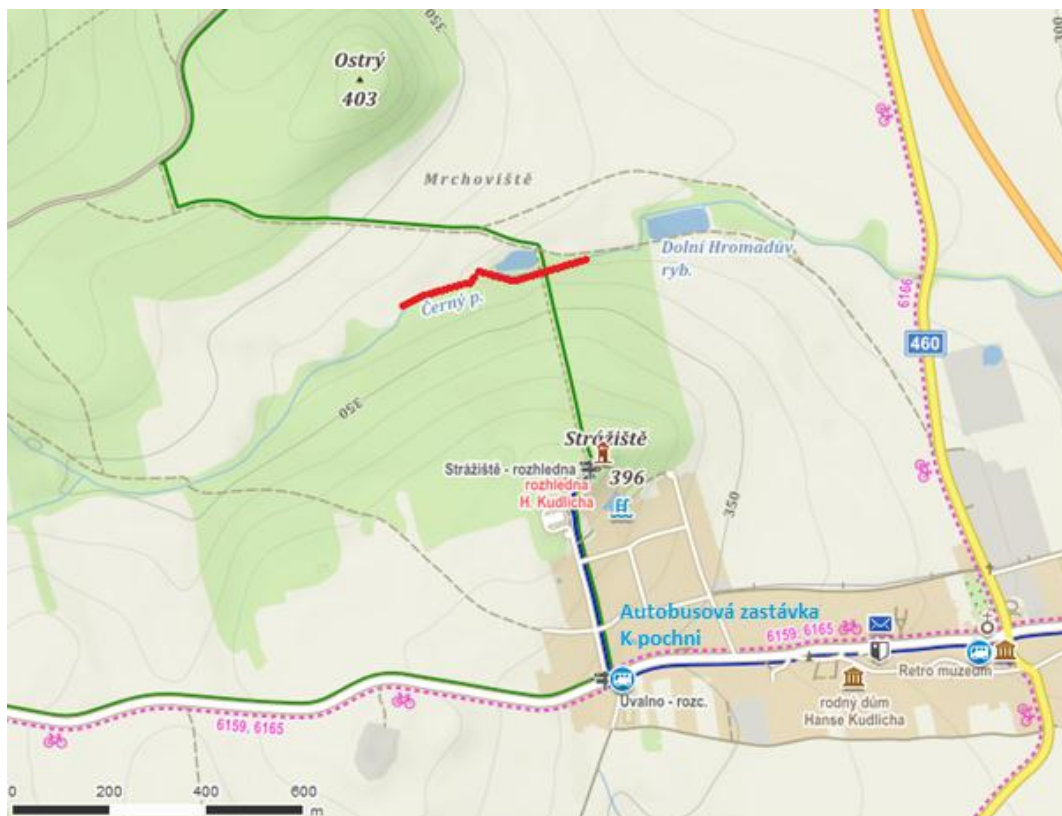 350
Ostrý
403
300
Mrchoviště
Dolní Hromadův
ryb.
Černý p.
6166
460
350
Strážiště
Strážiště - rozhledna
396
rozhledna
H. Kudlicha
350
Autobusová zastávka
K pochni
6159, 6165
Retro muzeum
Úvalno - rozc.
rodný dům
Hanse Kudlicha
6159, 6165
0 200 400 600
m